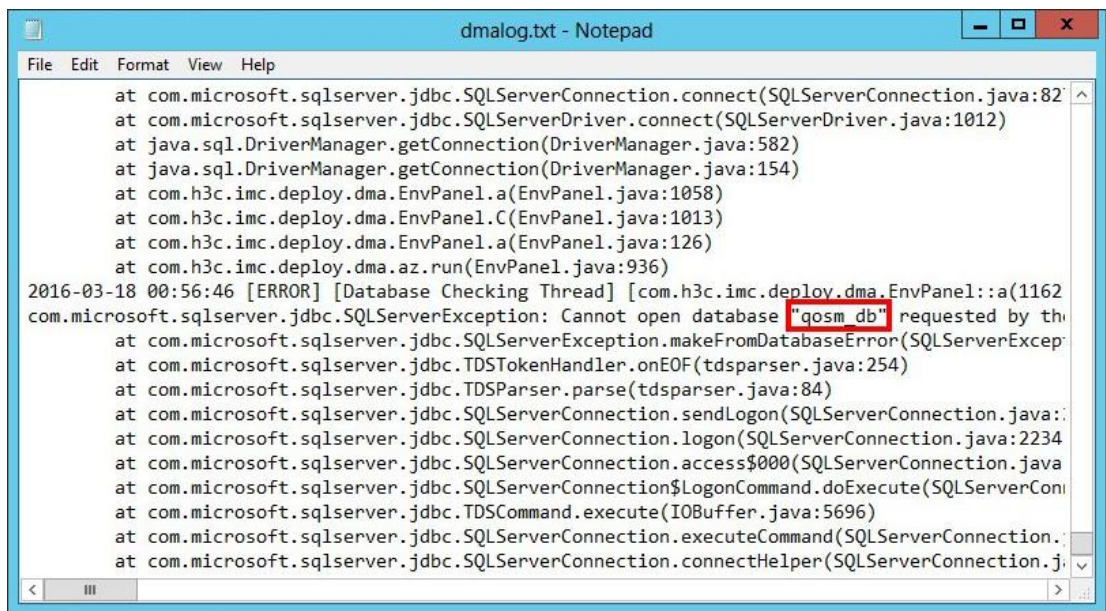 dmalog.txt - Notepad
File Edit Format View Help
at com.microsoft.sqlserver.jdbc.SQLServerConnection.connect(SQLServerConnection.java:827
at com.microsoft.sqlserver.jdbc.SQLServerDriver.connect(SQLServerDriver.java:1012)
at java.sql.DriverManager.getConnection(DriverManager.java:582)
at java.sql.DriverManager.getConnection(DriverManager.java:154)
at com.h3c.imc.deploy.dma.EnvPanel.a(EnvPanel.java:1058)
at com.h3c.imc.deploy.dma.EnvPanel.C(EnvPanel.java:1013)
at com.h3c.imc.deploy.dma.EnvPanel.a(EnvPanel.java:126)
at com.h3c.imc.deploy.dma.az.run(EnvPanel.java:936)
2016-03-18 00:56:46 [ERROR] [Database Checking Thread] [com.h3c.imc.deploy.dma.EnvPanel::a(1162
com.microsoft.sqlserver.jdbc.SQLServerException: Cannot open database "qosm_db" requested by the
at com.microsoft.sqlserver.jdbc.SQLServerException.makeFromDatabaseError(SQLServerExcep
at com.microsoft.sqlserver.jdbc.TDSTokenHandler.onEOF(tdsparser.java:254)
at com.microsoft.sqlserver.jdbc.TDSParser.parse(tdsparser.java:84)
at com.microsoft.sqlserver.jdbc.SQLServerConnection.sendLogon(SQLServerConnection.java:
at com.microsoft.sqlserver.jdbc.SQLServerConnection.logon(SQLServerConnection.java:2234
at com.microsoft.sqlserver.jdbc.SQLServerConnection.access$000(SQLServerConnection.java
at com.microsoft.sqlserver.jdbc.SQLServerConnection$LogonCommand.doExecute(SQLServerCon
at com.microsoft.sqlserver.jdbc.TDSCommand.execute(IOBuffer.java:5696)
at com.microsoft.sqlserver.jdbc.SQLServerConnection.executeCommand(SQLServerConnection.
at com.microsoft.sqlserver.jdbc.SQLServerConnection.connectHelper(SQLServerConnection.j